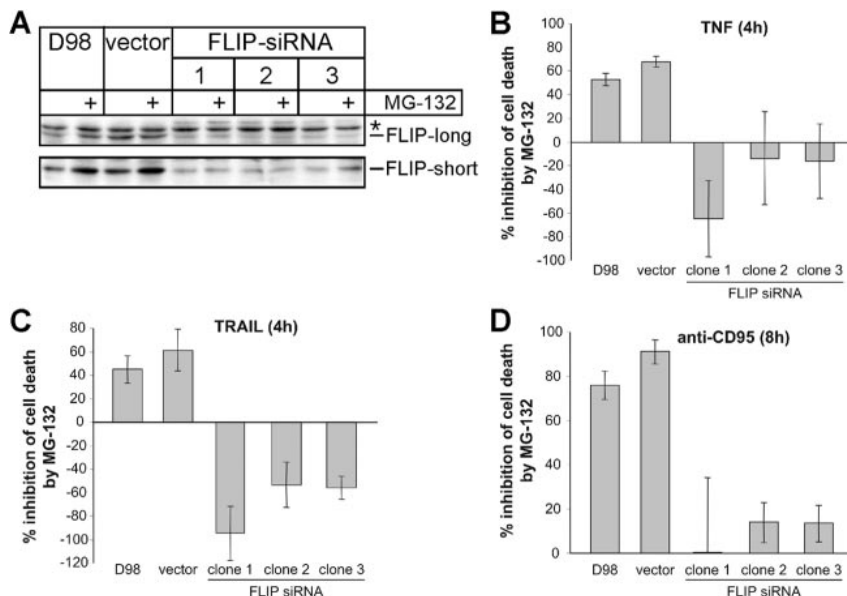 A
D98
vector
FLIP-siRNA
1
2
3
+
+
+
+
+
MG-132
*
FLIP-long
FLIP-short
B
TNF (4h)
% inhibition of cell death
by MG-132
80
60
40
20
0
-20
-40
-60
-80
-100
D98
vector
clone 1
clone 2
clone 3
FLIP siRNA
C
TRAIL (4h)
% inhibition of cell death
by MG-132
80
60
40
20
0
-20
-40
-60
-80
-100
-120
D98
vector
clone 1
clone 2
clone 3
FLIP siRNA
D
anti-CD95 (8h)
% inhibition of cell death
by MG-132
100
80
60
40
20
0
D98
vector
clone 1
clone 2
clone 3
FLIP siRNA